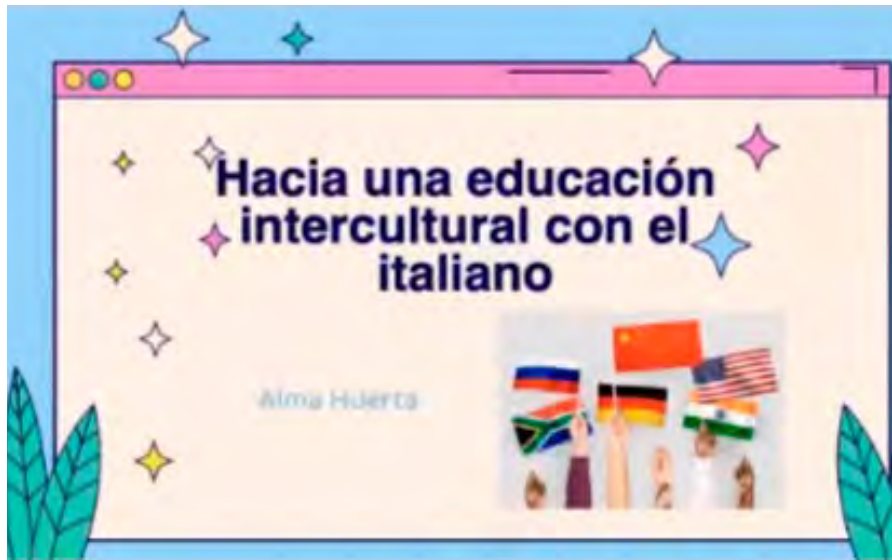 Hacia una educación
intercultural con el
italiano
Alma Huerta